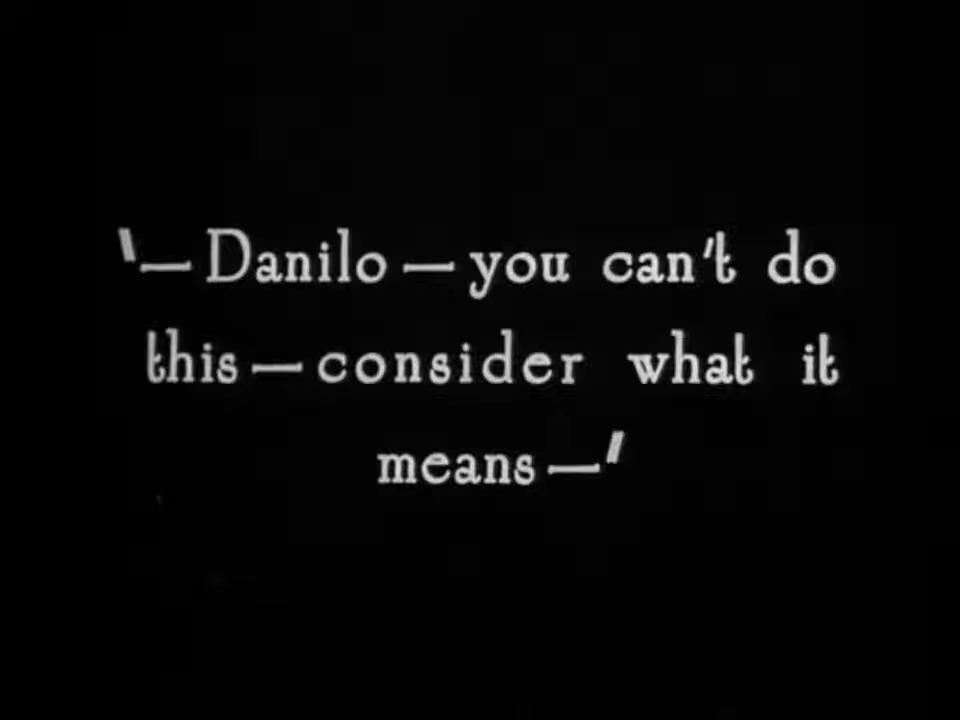 '—Danilo—you can't do
this—consider what it
means—'